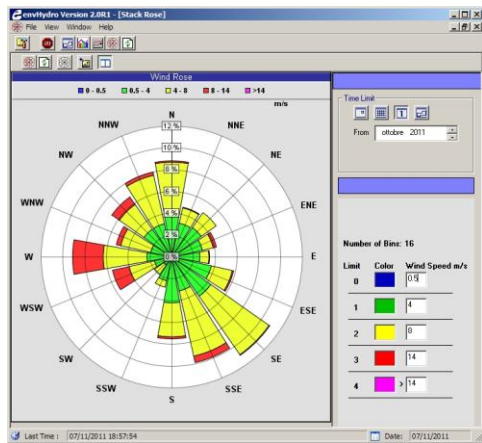 envHydro Version 2.0R1 - [Stack Rose]
File View Window Help
Wind Rose
0 - 0.5 0,5 - 4 4 - 8 8 - 14 >14
m/s
N
NNW NNE
NW NE
WNW ENE
W E
WSW ESE
SW SE
SSW SSE
S
12 %
10 %
8 %
6 %
4 %
2 %
0 %
Time Limit
From ottobre 2011
Number of Bins: 16
Limit Color Wind Speed m/s
0 0.5
1 4
2 8
3 14
4 > 14
Last Time : 07/11/2011 18:57:54 Date: 07/11/2011